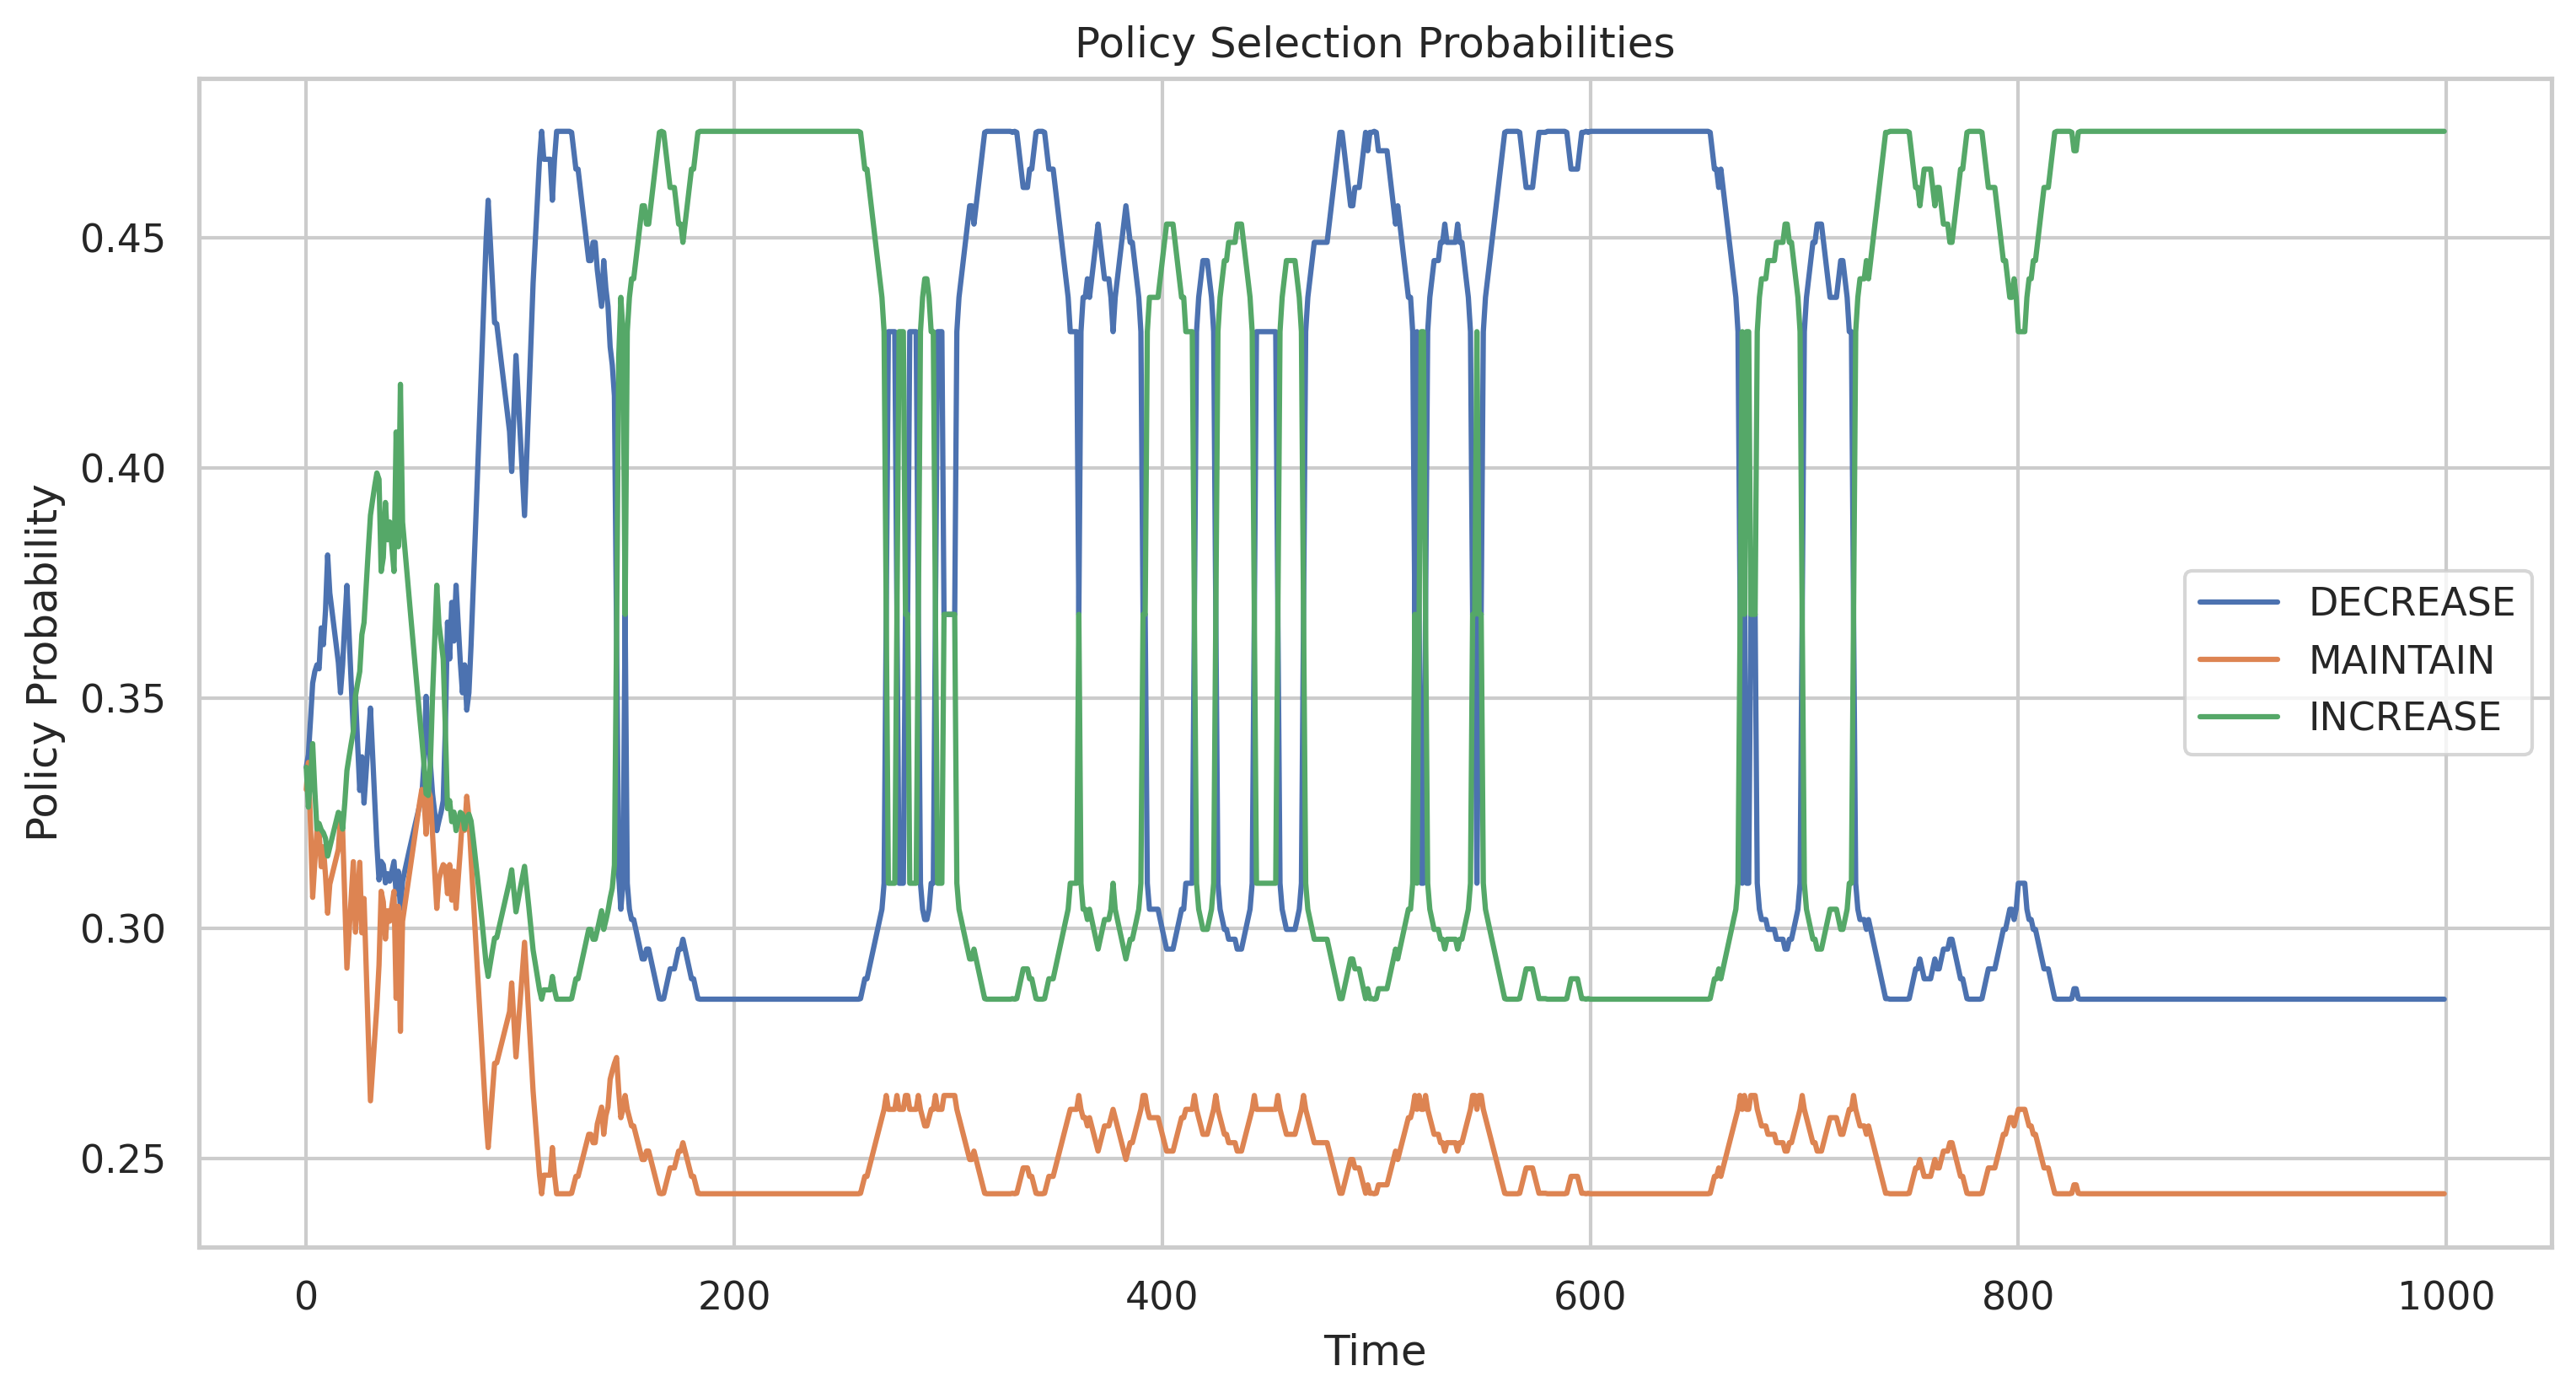 Policy Selection Probabilities
Policy Probability
0.45
0.40
0.35
0.30
0.25
DECREASE
MAINTAIN
INCREASE
0
200
400
600
800
1000
Time